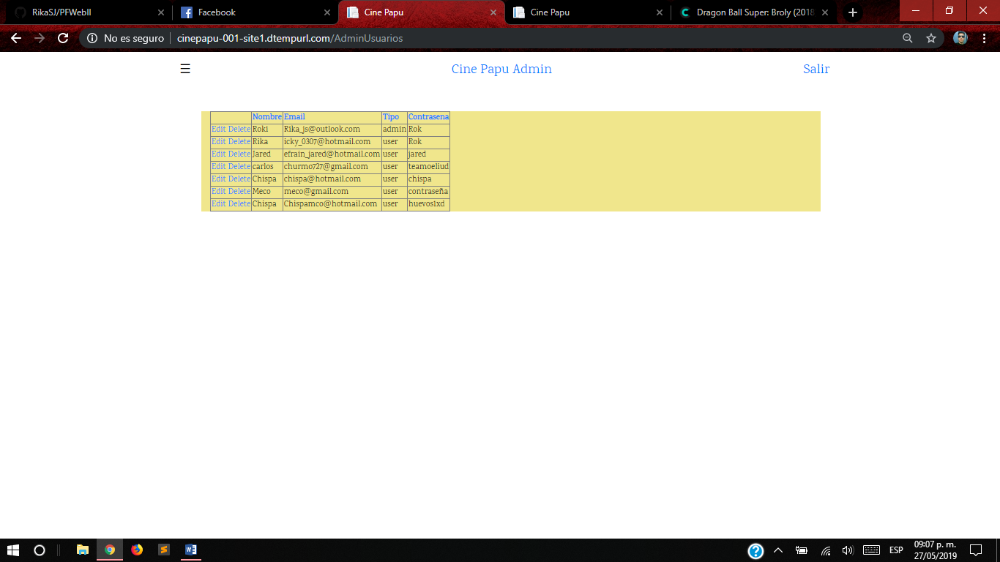 RikaSJ/PFWebII
Facebook
Cine Papu
Cine Papu
Dragon Ball Super: Broly (2018
No es seguro cinepapu-001-site1.dtempurl.com/AdminUsuarios
☰ Cine Papu Admin Salir
Nombre Email Tipo Contrasena
Edit Delete Roki Rika_js@outlook.com admin Rok
Edit Delete Rika icky_0307@hotmail.com user Rok
Edit Delete Jared efrain_jared@hotmail.com user jared
Edit Delete carlos churmo727@gmail.com user teamoeliud
Edit Delete Chispa chispa@hotmail.com user chispa
Edit Delete Meco meco@gmail.com user contraseña
Edit Delete Chispa Chispamco@hotmail.com user huevos1xd
ESP
09:07 p. m.
27/05/2019